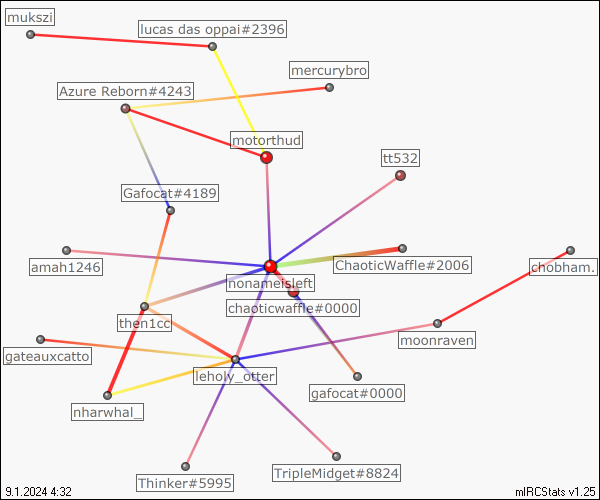 mukszi
lucas das oppai#2396
mercurybro
Azure Reborn#4243
motorthud
tt532
Gafocat#4189
amah1246
ChaoticWaffle#2006
chobham.
nonameisleft
chaoticwaffle#0000
then1cc
moonraven
gateauxcatto
leholy_otter
gafocat#0000
nharwhal_
TripleMidget#8824
Thinker#5995
9.1.2024 4:32
mIRCStats v1.25